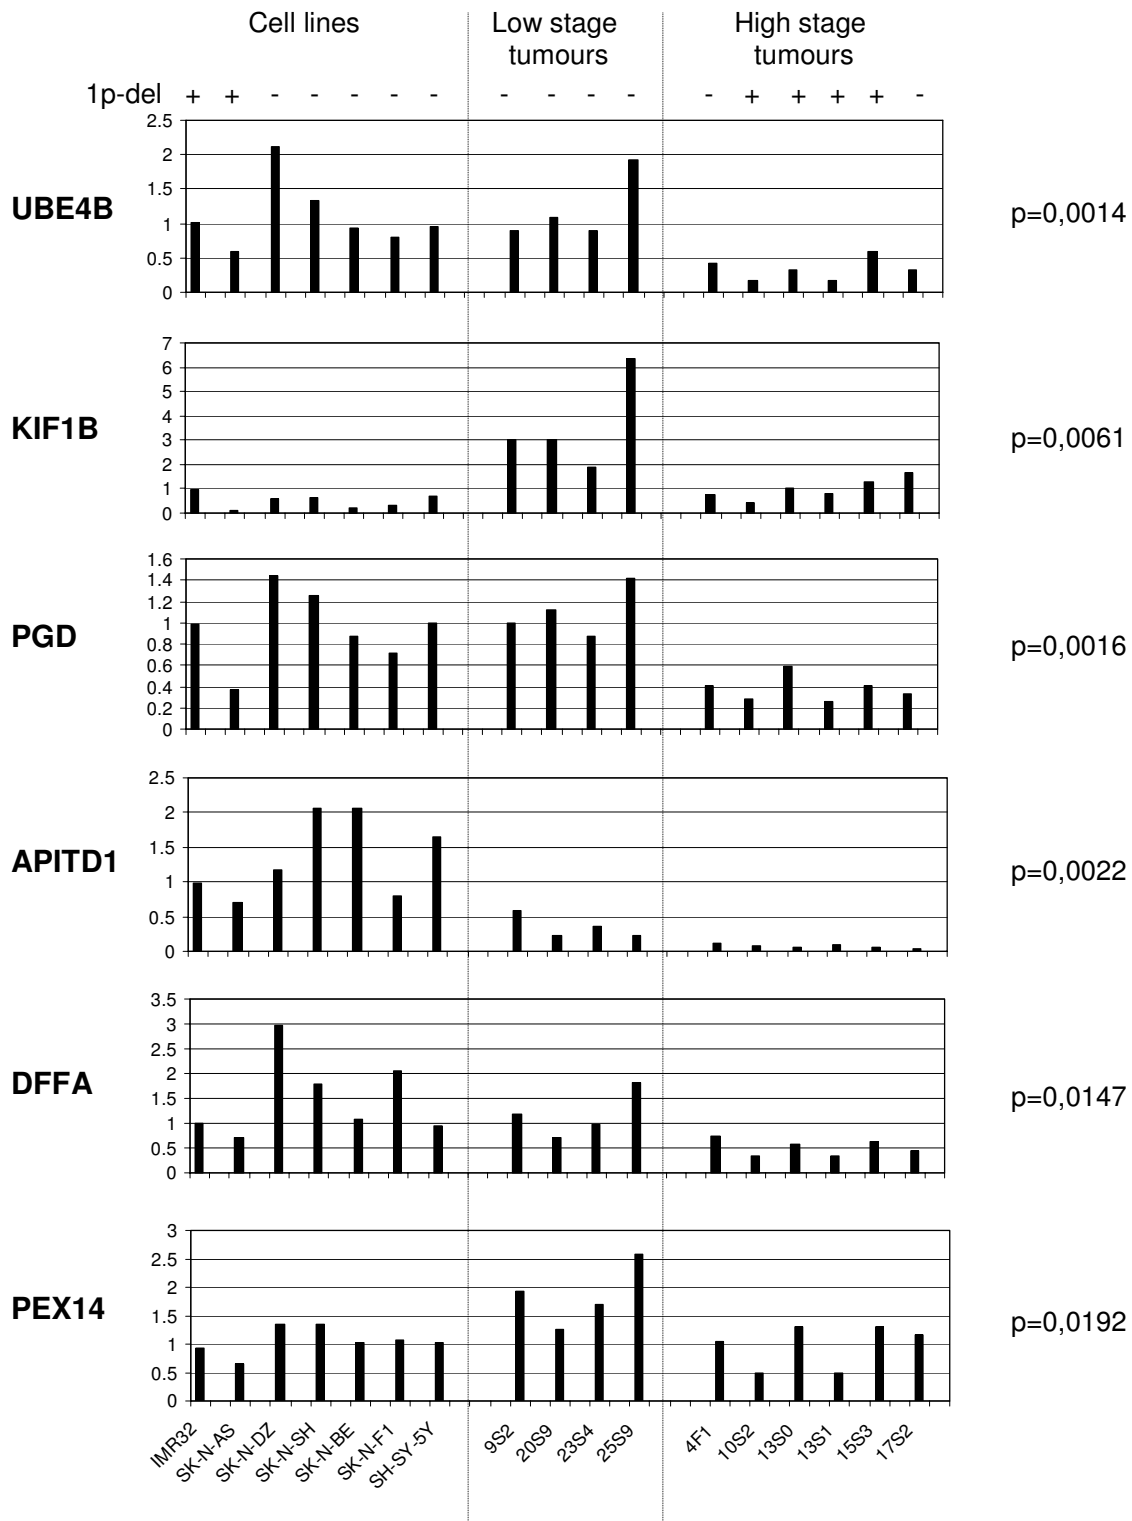 Cell lines
Low stage
tumours
High stage
tumours
1p-del + + - - - - - - - - - - + + + + -
UBE4B
2.5
2
1.5
1
0.5
0
p=0,0014
KIF1B
7
6
5
4
3
2
1
0
p=0,0061
PGD
1.6
1.4
1.2
1
0.8
0.6
0.4
0.2
0
p=0,0016
APITD1
2.5
2
1.5
1
0.5
0
p=0,0022
DFFA
3.5
3
2.5
2
1.5
1
0.5
0
p=0,0147
PEX14
3
2.5
2
1.5
1
0.5
0
p=0,0192
IMR32
SK-N-AS
SK-N-DZ
SK-N-SH
SK-N-BE
SK-N-F1
SH-SY-5Y
9S2
20S9
23S4
25S9
4F1
10S2
13S0
13S1
15S3
17S2